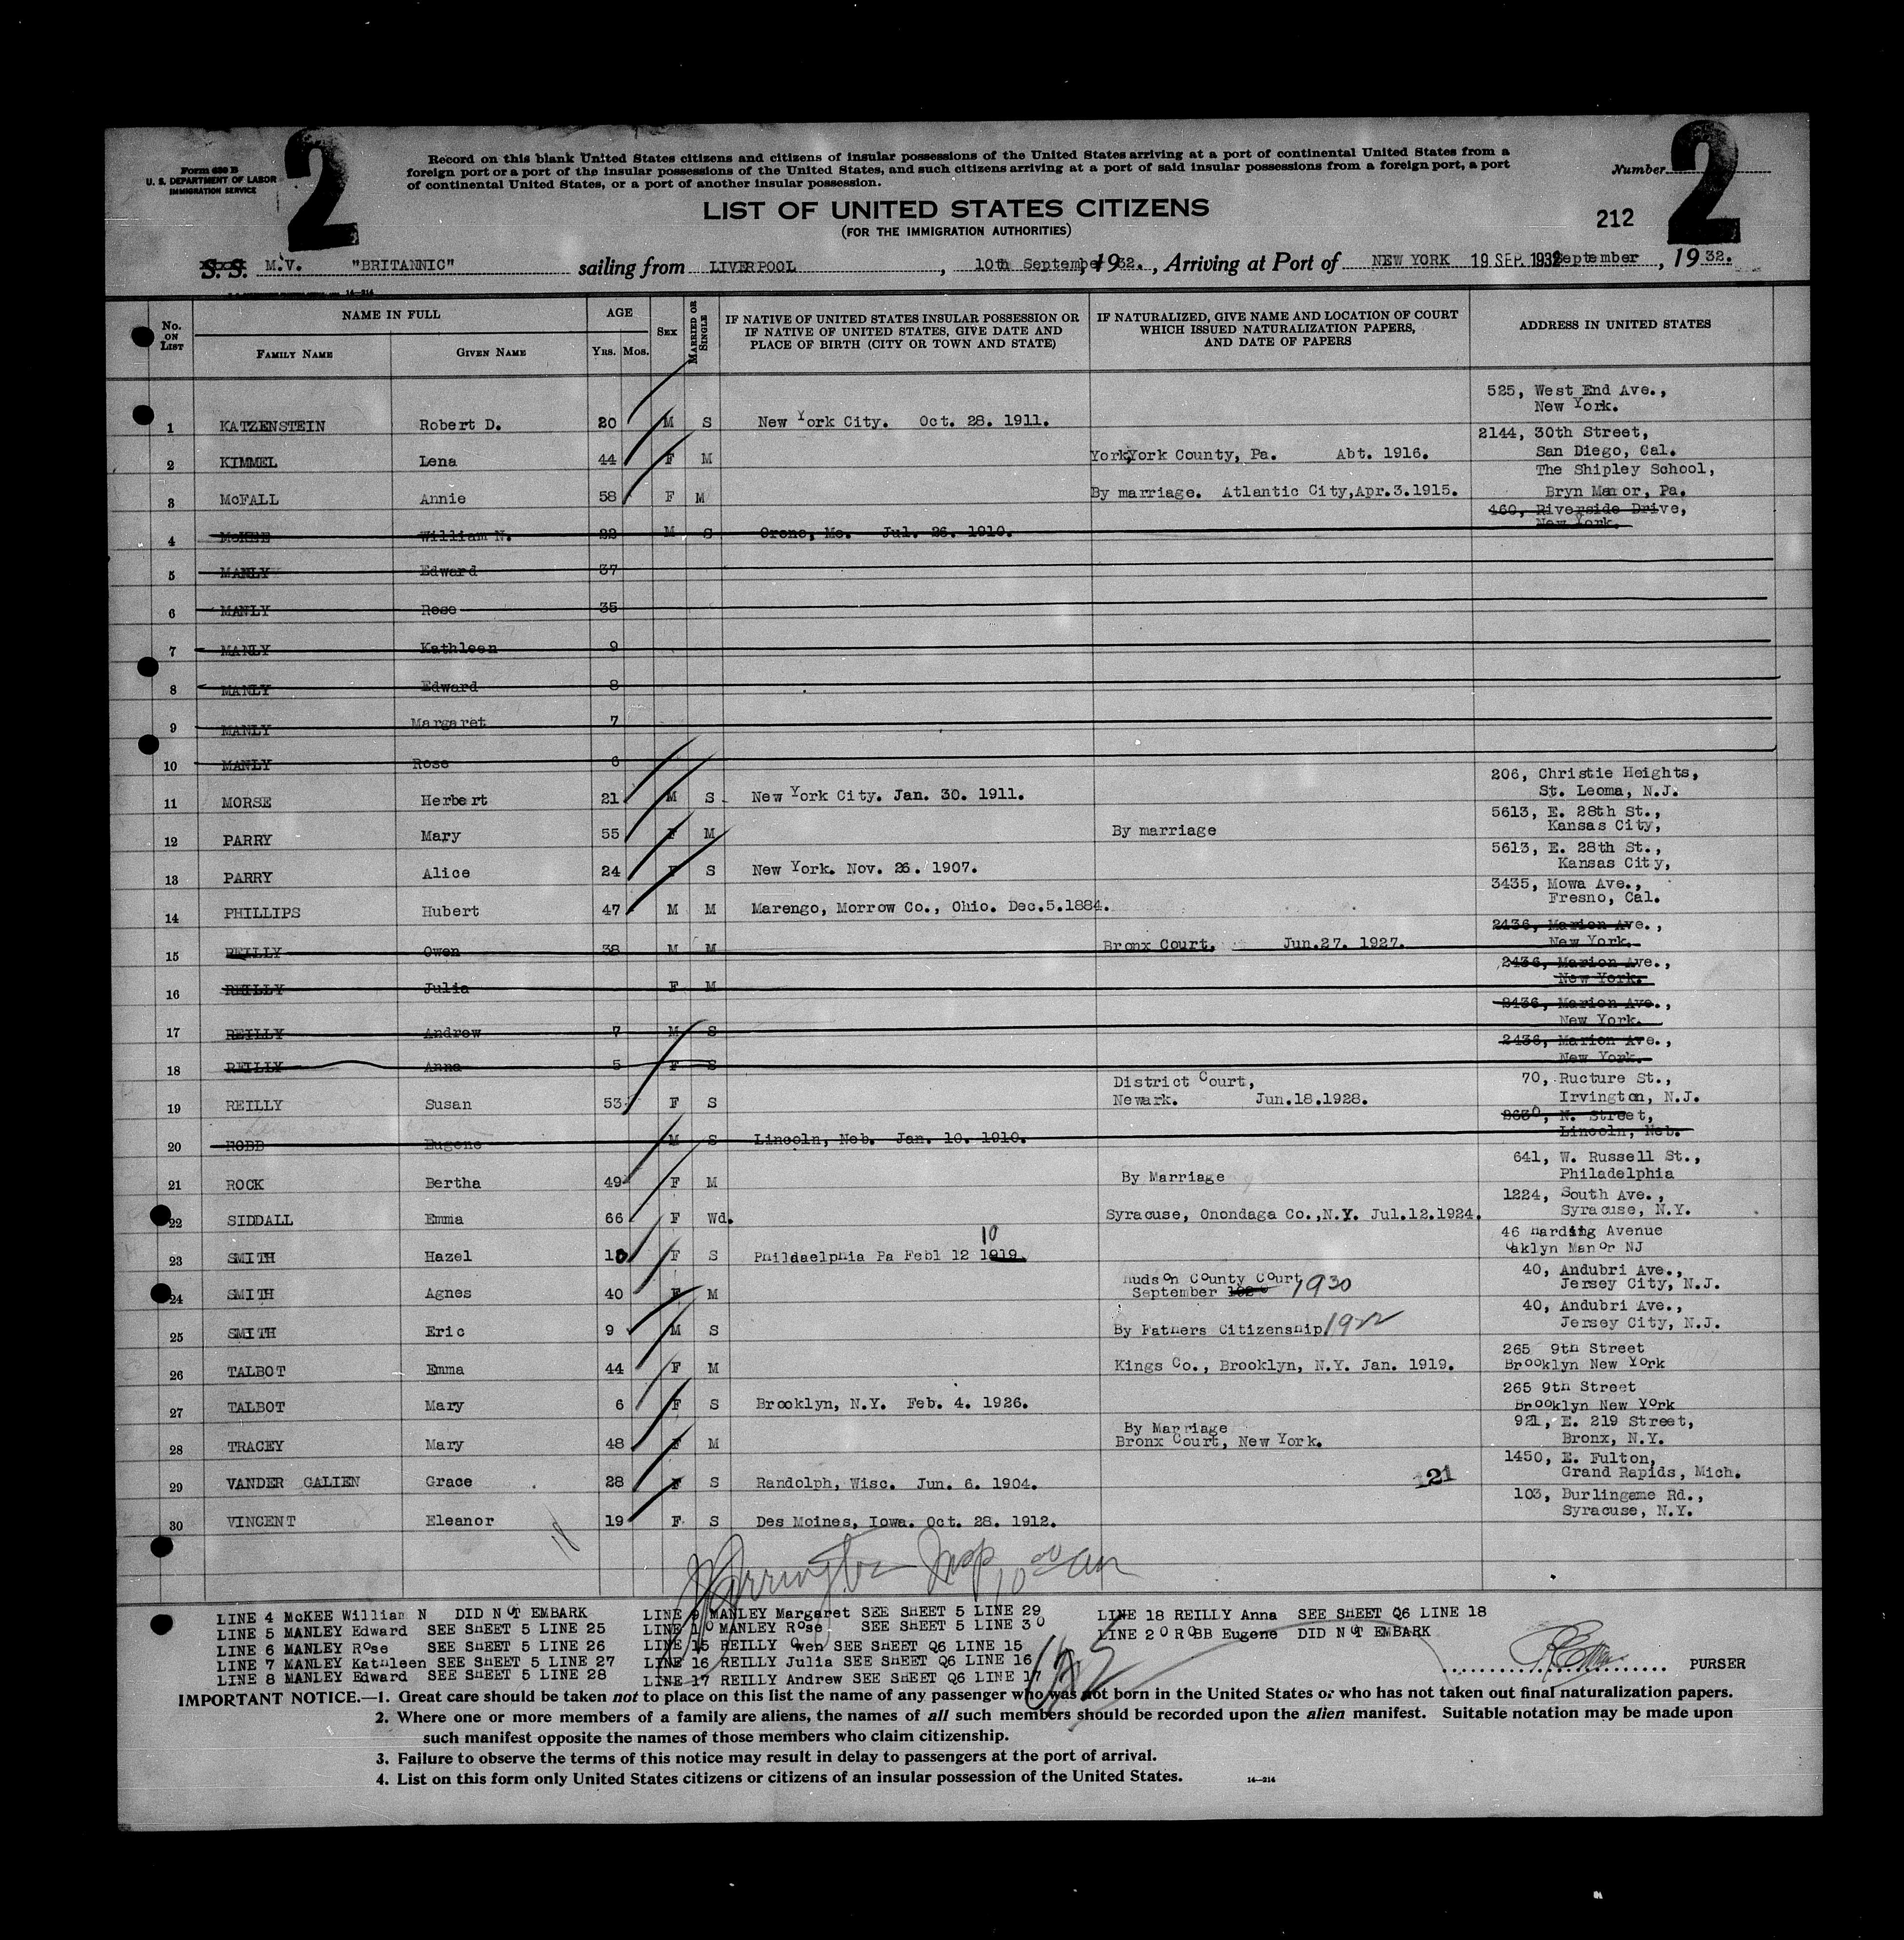 2
2
Form 630 B
U. S. DEPARTMENT OF LABOR
IMMIGRATION SERVICE
Record on this blank United States citizens and citizens of insular possessions of the United States arriving at a port of continental United States from a
foreign port or a port of the insular possessions of the United States, and such citizens arriving at a port of said insular possessions from a foreign port, a port
of continental United States, or a port of another insular possession.
Number
LIST OF UNITED STATES CITIZENS
(FOR THE IMMIGRATION AUTHORITIES)
212
S. S. M.V. "BRITANNIC" sailing from LIVERPOOL, 10th September 1932., Arriving at Port of NEW YORK 19 SEP. 1932 September, 1932.
No. ON LIST
NAME IN FULL
FAMILY NAME GIVEN NAME
AGE
YRS. MOS.
SEX
MARRIED OR SINGLE
IF NATIVE OF UNITED STATES INSULAR POSSESSION OR
IF NATIVE OF UNITED STATES, GIVE DATE AND
PLACE OF BIRTH (CITY OR TOWN AND STATE)
IF NATURALIZED, GIVE NAME AND LOCATION OF COURT
WHICH ISSUED NATURALIZATION PAPERS,
AND DATE OF PAPERS
ADDRESS IN UNITED STATES
525, West End Ave.,
New York.
1 KATZENSTEIN Robert D. 20 M S New York City. Oct. 28. 1911.
2144, 30th Street,
San Diego, Cal.
2 KIMMEL Lena 44 F M York,York County, Pa. Abt. 1916.
The Shipley School,
Bryn Manor, Pa.
3 McFALL Annie 58 F M By marriage. Atlantic City,Apr.3.1915.
460, Riverside Drive,
New York.
4 McKEE William N. 22 M S Orono, Me. Jul. 26. 1910.
5 MANLY Edward 37
6 MANLY Rose 35
7 MANLY Kathleen 9
8 MANLY Edward 8
9 MANLY Margaret 7
10 MANLY Rose 6
206, Christie Heights,
St. Leoma, N.J.
11 MORSE Herbert 21 M S New York City. Jan. 30. 1911.
5613, E. 28th St.,
Kansas City,
12 PARRY Mary 55 F M By marriage
5613, E. 28th St.,
Kansas City,
13 PARRY Alice 24 F S New York. Nov. 26. 1907.
3435, Mowa Ave.,
Fresno, Cal.
14 PHILLIPS Hubert 47 M M Marengo, Morrow Co., Ohio. Dec.5.1884.
2436, Marion Ave.,
New York.
15 REILLY Owen 38 M M Bronx Court. Jun.27. 1927.
2436, Marion Ave.,
New York.
16 REILLY Julia F M
2436, Marion Ave.,
New York.
17 REILLY Andrew 7 M S
2436, Marion Ave.,
New York.
18 REILLY Anna 5 F S
District Court,
70, Ructure St.,
Irvington, N.J.
19 REILLY Susan 53 F S Newark. Jun.18.1928.
2630, N. Street,
Lincoln, Neb.
20 ROBB Eugene M S Lincoln, Neb. Jan. 10. 1910.
641, W. Russell St.,
Philadelphia
21 ROCK Bertha 49 F M By Marriage
1224, South Ave.,
Syracuse, N.Y.
22 SIDDALL Emma 66 F Wd. Syracuse, Onondaga Co.,N.Y. Jul.12.1924.
46 Harding Avenue
Oaklyn Manor NJ
10
23 SMITH Hazel F S Phildaelphia Pa Febl 12 1919.
40, Andubri Ave.,
Jersey City, N.J.
Hudson County Court
24 SMITH Agnes 40 F M September 1930
40, Andubri Ave.,
Jersey City, N.J.
25 SMITH Eric 9 M S By Fathers Citizenship 1922
265 9th Street
Brooklyn New York
26 TALBOT Emma 44 F M Kings Co., Brooklyn, N.Y. Jan. 1919.
265 9th Street
Brooklyn New York
27 TALBOT Mary 6 F S Brooklyn, N.Y. Feb. 4. 1926.
By Marriage
921, E. 219 Street,
Bronx, N.Y.
28 TRACEY Mary 48 F M Bronx Court, New York.
1450, E. Fulton,
Grand Rapids, Mich.
29 VANDER GALIEN Grace 28 F S Randolph, Wisc. Jun. 6. 1904.
121
103, Burlingame Rd.,
Syracuse, N.Y.
30 VINCENT Eleanor 19 F S Des Moines, Iowa. Oct. 28. 1912.
LINE 4 McKEE William N DID NOT EMBARK
LINE 5 MANLEY Edward SEE SHEET 5 LINE 25
LINE 6 MANLEY Rose SEE SHEET 5 LINE 26
LINE 7 MANLEY Kathleen SEE SHEET 5 LINE 27
LINE 8 MANLEY Edward SEE SHEET 5 LINE 28
LINE 9 MANLEY Margaret SEE SHEET 5 LINE 29
LINE 10 MANLEY Rose SEE SHEET 5 LINE 30
LINE 15 REILLY Owen SEE SHEET Q6 LINE 15
LINE 16 REILLY Julia SEE SHEET Q6 LINE 16
LINE 17 REILLY Andrew SEE SHEET Q6 LINE 17
LINE 18 REILLY Anna SEE SHEET Q6 LINE 18
LINE 20 ROBB Eugene DID NOT EMBARK
PURSER
IMPORTANT NOTICE.—1. Great care should be taken not to place on this list the name of any passenger who was not born in the United States or who has not taken out final naturalization papers.
2. Where one or more members of a family are aliens, the names of all such members should be recorded upon the alien manifest. Suitable notation may be made upon
such manifest opposite the names of those members who claim citizenship.
3. Failure to observe the terms of this notice may result in delay to passengers at the port of arrival.
4. List on this form only United States citizens or citizens of an insular possession of the United States.
14—214